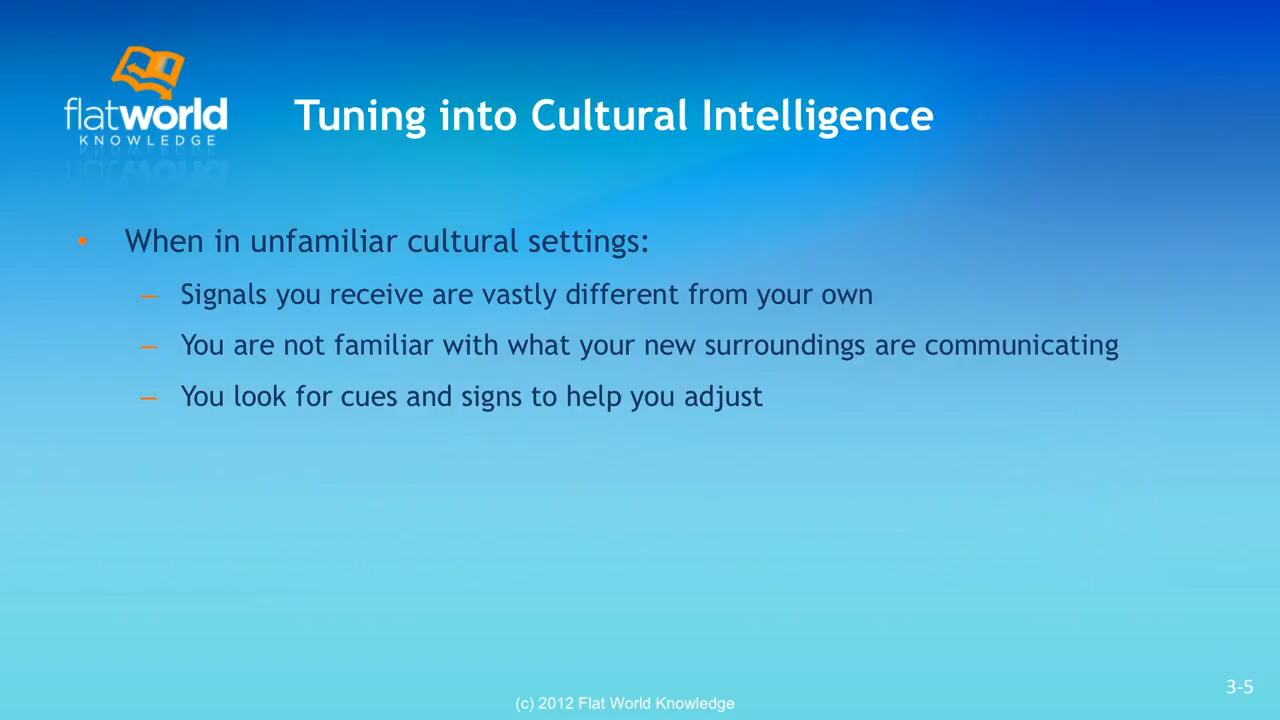 flatworld
KNOWLEDGE
Tuning into Cultural Intelligence
• When in unfamiliar cultural settings:
– Signals you receive are vastly different from your own
– You are not familiar with what your new surroundings are communicating
– You look for cues and signs to help you adjust
(c) 2012 Flat World Knowledge
3-5